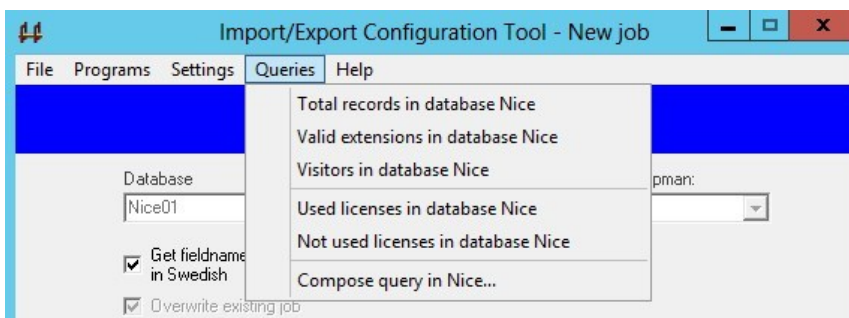 Import/Export Configuration Tool - New job
File Programs Settings Queries Help
Total records in database Nice
Valid extensions in database Nice
Visitors in database Nice
Used licenses in database Nice
Not used licenses in database Nice
Compose query in Nice...
Database
pman:
Nice01
Get fieldname
in Swedish
Overwrite existing job